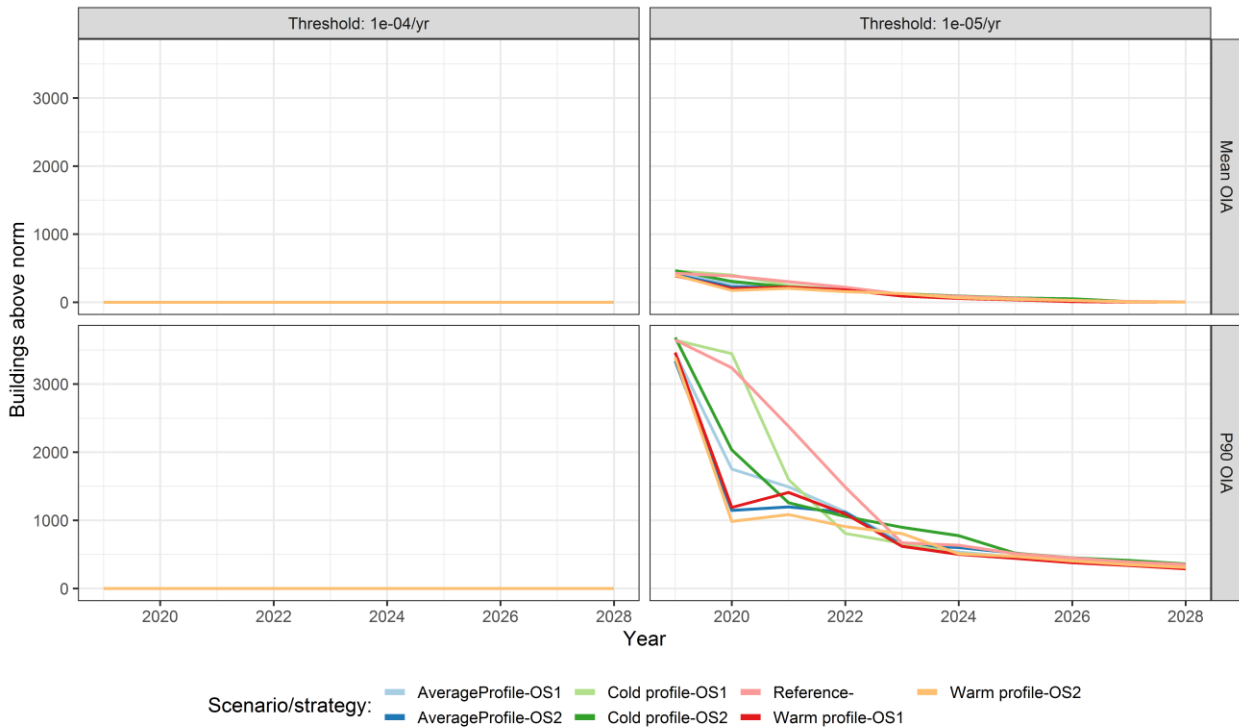 Threshold: 1e-04/yr
Threshold: 1e-05/yr
Buildings above norm
3000
2000
1000
0
Mean OIA
3000
2000
1000
0
P90 OIA
2020 2022 2024 2026 2028
2020 2022 2024 2026 2028
Year
Scenario/strategy:
AverageProfile-OS1 Cold profile-OS1 Reference- Warm profile-OS2
AverageProfile-OS2 Cold profile-OS2 Warm profile-OS1